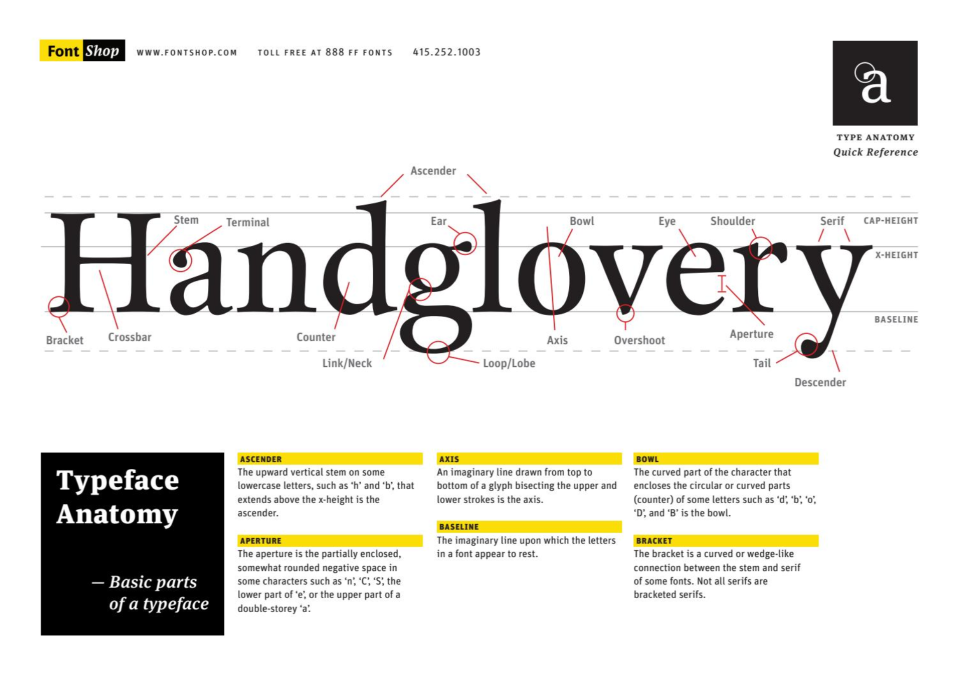 Font Shop WWW.FONTSHOP.COM TOLL FREE AT 888 FF FONTS 415.252.1003
a
TYPE ANATOMY
Quick Reference
Ascender
Stem Terminal Ear Bowl Eye Shoulder Serif CAP-HEIGHT
X-HEIGHT
Handglovery
BASELINE
Bracket Crossbar Counter Axis Overshoot Aperture
Link/Neck Loop/Lobe Tail
Descender
Typeface
Anatomy
— Basic parts
of a typeface
ASCENDER
The upward vertical stem on some
lowercase letters, such as ‘h’ and ‘b’, that
extends above the x-height is the
ascender.
APERTURE
The aperture is the partially enclosed,
somewhat rounded negative space in
some characters such as ‘n’, ‘C’, ‘S’, the
lower part of ‘e’, or the upper part of a
double-storey ‘a’.
AXIS
An imaginary line drawn from top to
bottom of a glyph bisecting the upper and
lower strokes is the axis.
BASELINE
The imaginary line upon which the letters
in a font appear to rest.
BOWL
The curved part of the character that
encloses the circular or curved parts
(counter) of some letters such as ‘d’, ‘b’, ‘o’,
‘D’, and ‘B’ is the bowl.
BRACKET
The bracket is a curved or wedge-like
connection between the stem and serif
of some fonts. Not all serifs are
bracketed serifs.